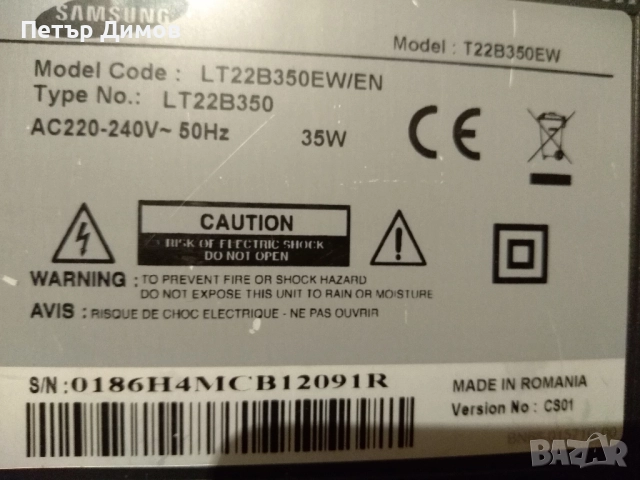 SAMSUNG
Петър Димов
Model : T22B350EW
Model Code : LT22B350EW/EN
Type No.: LT22B350
AC220-240V~ 50Hz 35W
CE
CAUTION
RISK OF ELECTRIC SHOCK
DO NOT OPEN
WARNING : TO PREVENT FIRE OR SHOCK HAZARD
DO NOT EXPOSE THIS UNIT TO RAIN OR MOISTURE
AVIS : RISQUE DE CHOC ELECTRIQUE - NE PAS OUVRIR
S/N : 0186H4MCB12091R
MADE IN ROMANIA
Version No : CS01
bazar